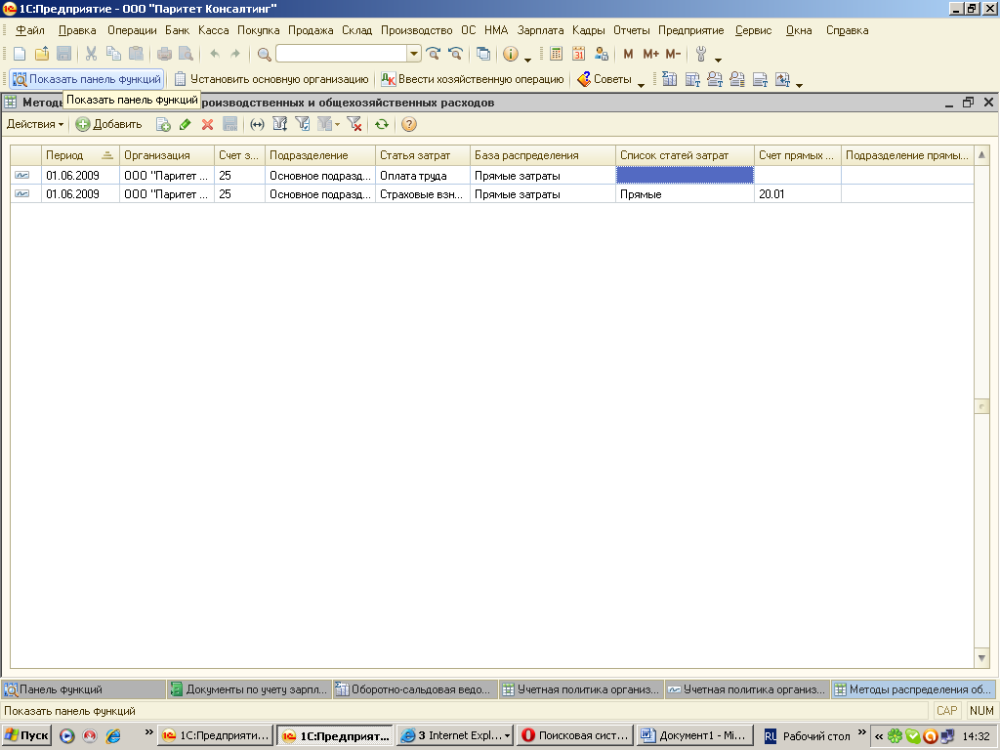 1С:Предприятие - ООО "Паритет Консалтинг"
Файл Правка Операции Банк Касса Покупка Продажа Склад Производство ОС НМА Зарплата Кадры Отчеты Предприятие Сервис Окна Справка
M M+ M-
Показать панель функций Установить основную организацию Ввести хозяйственную операцию Советы
Показать панель функций
Методы роизводственных и общехозяйственных расходов
Действия Добавить
Период Организация Счет з... Подразделение Статья затрат База распределения Список статей затрат Счет прямых ... Подразделение прямы...
01.06.2009 ООО "Паритет ... 25 Основное подразд... Оплата труда Прямые затраты
01.06.2009 ООО "Паритет ... 25 Основное подразд... Страховые взн... Прямые затраты Прямые 20.01
Панель функций Документы по учету зарпл... Оборотно-сальдовая ведо... Учетная политика организ... Учетная политика организ... Методы распределения об...
Показать панель функций CAP NUM
Пуск » 1С:Предприяти... 1С:Предприят... 3 Internet Expl... Поисковая сист... Документ1 - Mi... RU Рабочий стол » « 14:32